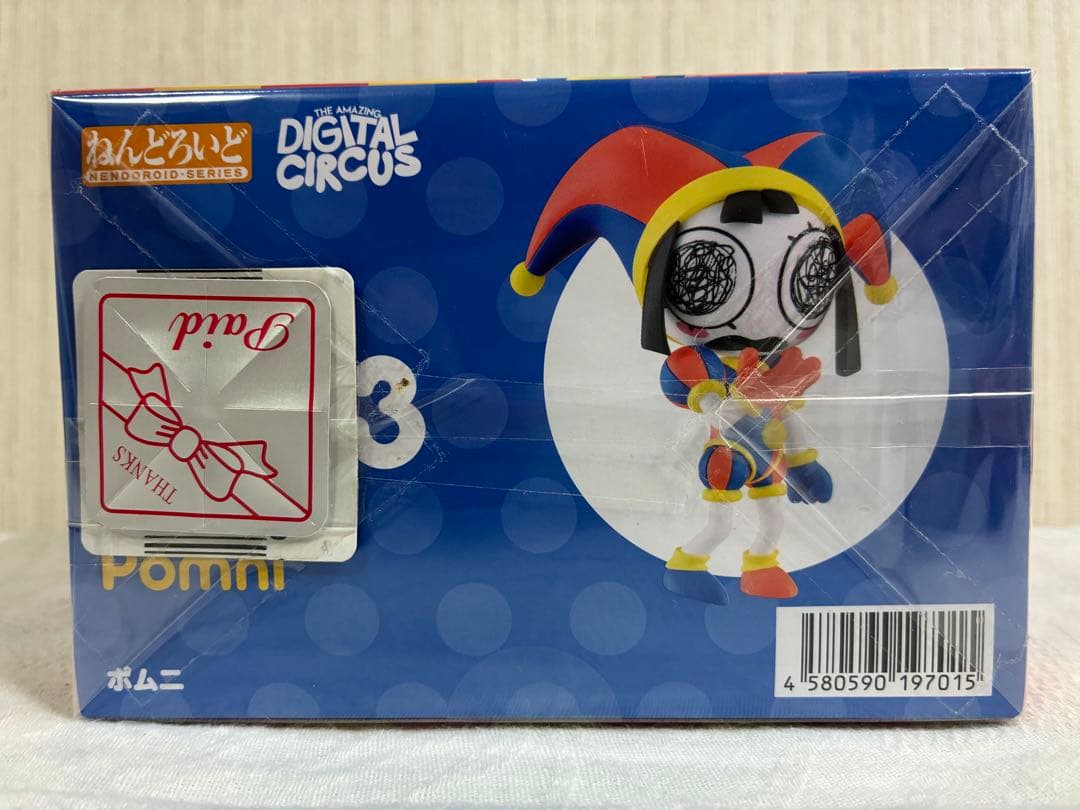 ねんどろいど
NENDOROID·SERIES
THE AMAZING
DIGITAL
CIRCUS
Paid
THANKS
3
Pomni
ポムニ
4 580590 197015